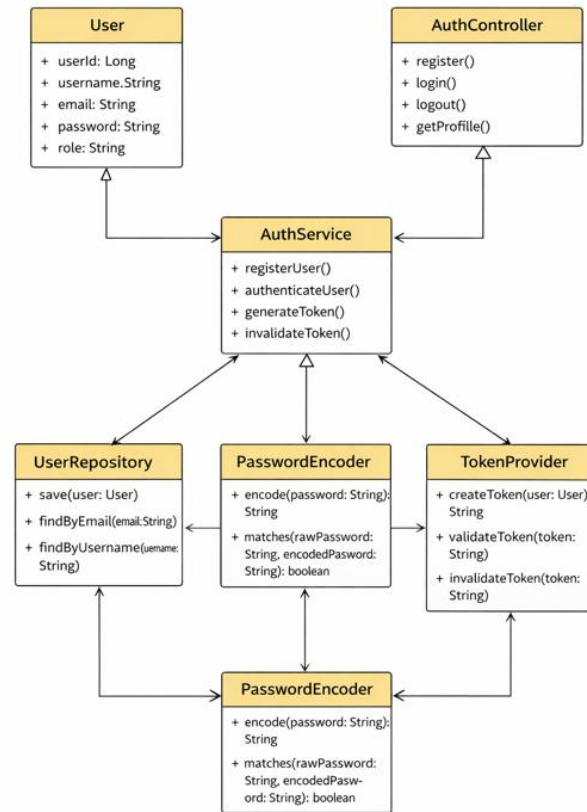 User
+ userId: Long
+ username.String
+ email: String
+ password: String
+ role: String
AuthController
+ register()
+ login()
+ logout()
+ getProfille()
AuthService
+ registerUser()
+ authenticateUser()
+ generateToken()
+ invalidateToken()
UserRepository
+ save(user: User)
+ findByEmail(email:String)
+ findByUsername(uername:
String)
PasswordEncoder
+ encode(password: String):
String
+ matches(rawPassword:
String, encodedPasword:
String): boolean
TokenProvider
+ createToken(user: User)
String
+ validateToken(token:
String)
+ invalidateToken(token:
String)
PasswordEncoder
+ encode(password: String):
String
+ matches(rawPassword:
String, encodedPasw-
ord: String): boolean